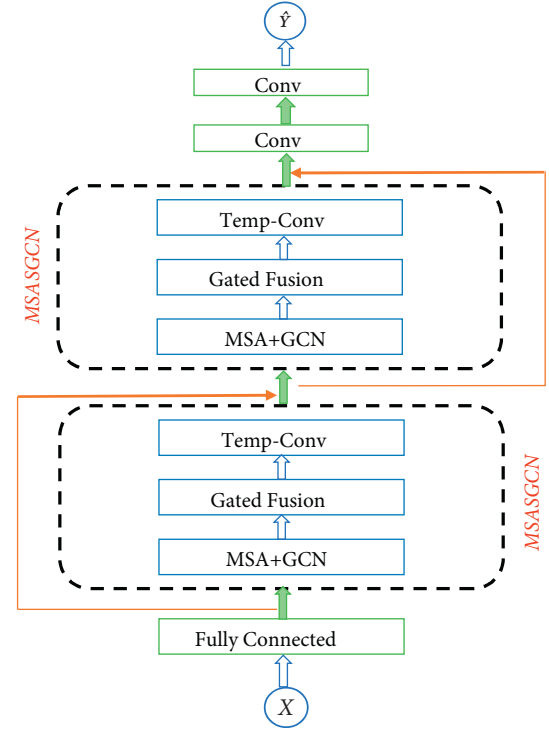 Ŷ
Conv
Conv
MSASGCN
Temp-Conv
Gated Fusion
MSA+GCN
Temp-Conv
Gated Fusion
MSA+GCN
MSASGCN
Fully Connected
X